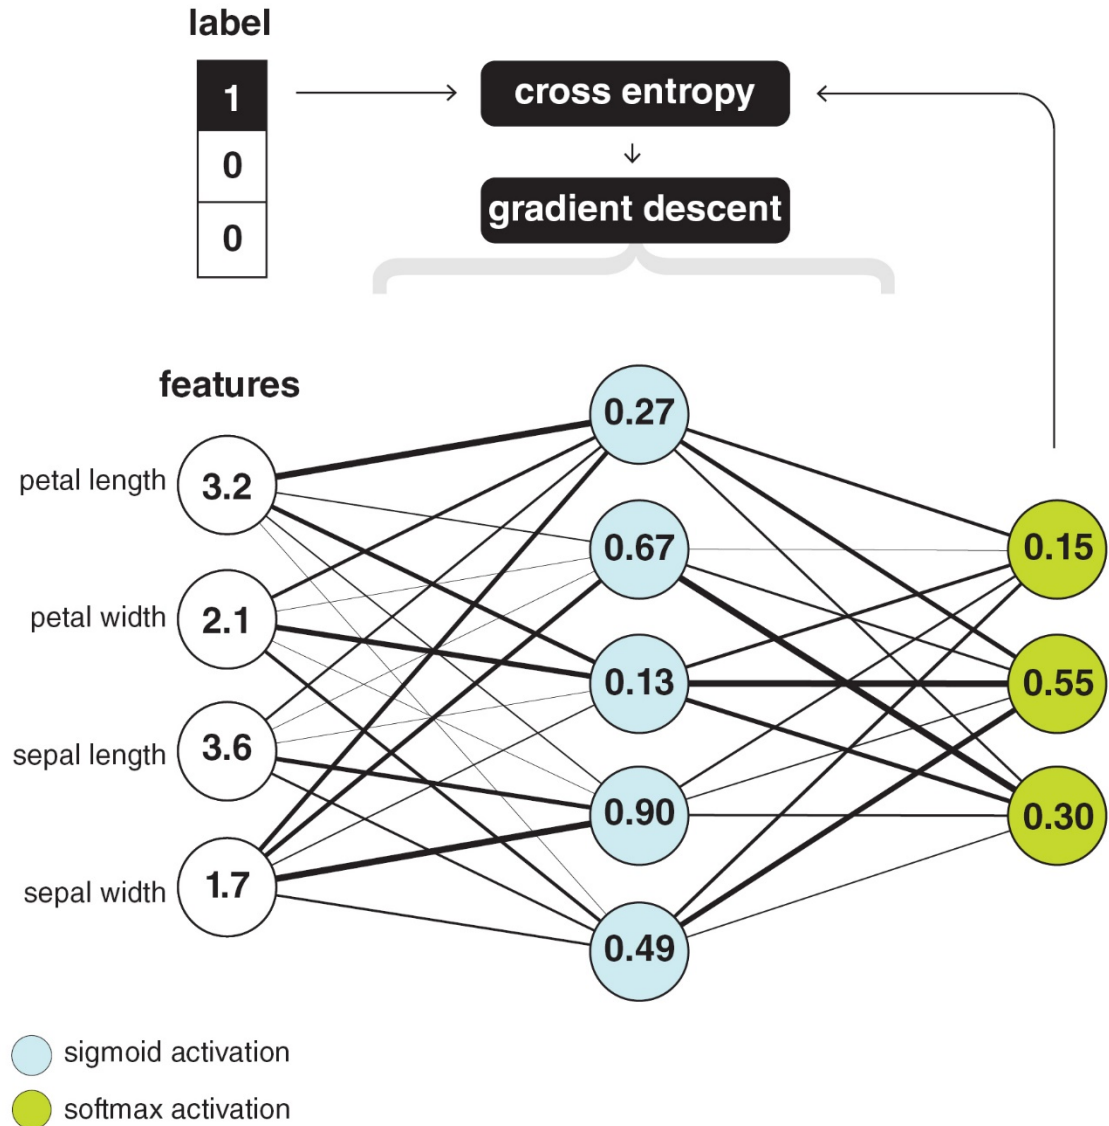 label
1
cross entropy
0
gradient descent
0
features
0.27
petal length
3.2
0.67
0.15
petal width
2.1
0.13
0.55
sepal length
3.6
0.90
0.30
sepal width
1.7
0.49
sigmoid activation
softmax activation